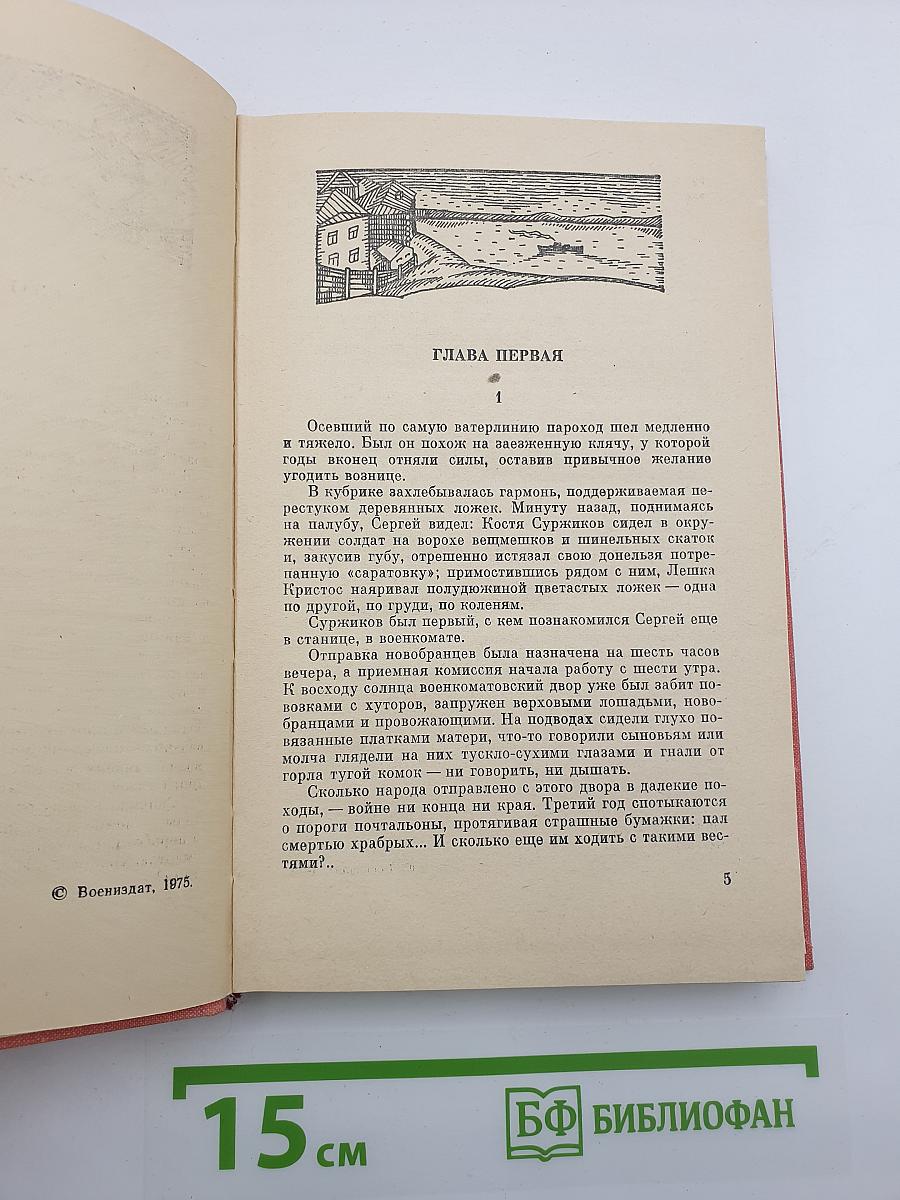 © Воениздат, 1975.
ГЛАВА ПЕРВАЯ
1
Осевший по самую ватерлинию пароход шел медленно
и тяжело. Был он похож на заезженную клячу, у которой
годы вконец отняли силы, оставив привычное желание
угодить вознице.
В кубрике захлебывалась гармонь, поддерживаемая пе-
рестуком деревянных ложек. Минуту назад, поднимаясь
на палубу, Сергей видел: Костя Суржиков сидел в окру-
жении солдат на ворохе вещмешков и шинельных скаток
и, закусив губу, отрешенно истязал свою донельзя потре-
панную «саратовку»; примостившись рядом с ним, Лешка
Кристос наяривал полудюжиной цветастых ложек — одна
по другой, по груди, по коленям.
Суржиков был первый, с кем познакомился Сергей еще
в станице, в военкомате.
Отправка новобранцев была назначена на шесть часов
вечера, а приемная комиссия начала работу с шести утра.
К восходу солнца военкоматовский двор уже был забит по-
возками с хуторов, запружен верховыми лошадьми, ново-
бранцами и провожающими. На подводах сидели глухо по-
вязанные платками матери, что-то говорили сыновьям или
молча глядели на них тускло-сухими глазами и гнали от
горла тугой комок — ни говорить, ни дышать.
Сколько народа отправлено с этого двора в далекие по-
ходы, — войне ни конца ни края. Третий год спотыкаются
о пороги почтальоны, протягивая страшные бумажки: пал
смертью храбрых... И сколько еще им ходить с такими вес-
тями?..
5
15 см
БФ БИБЛИОФАН